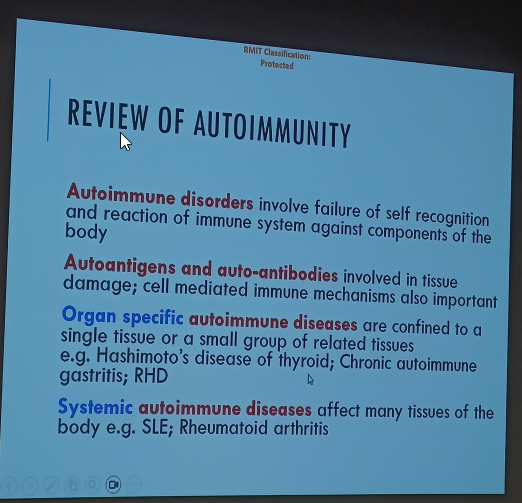 RMIT Classification:
Protected
REVIEW OF AUTOIMMUNITY
Autoimmune disorders involve failure of self recognition
and reaction of immune system against components of the
body
Autoantigens and auto-antibodies involved in tissue
damage; cell mediated immune mechanisms also important
Organ specific autoimmune diseases are confined to a
single tissue or a small group of related tissues
e.g. Hashimoto's disease of thyroid; Chronic autoimmune
gastritis; RHD
Systemic autoimmune diseases affect many tissues of the
body e.g. SLE; Rheumatoid arthritis